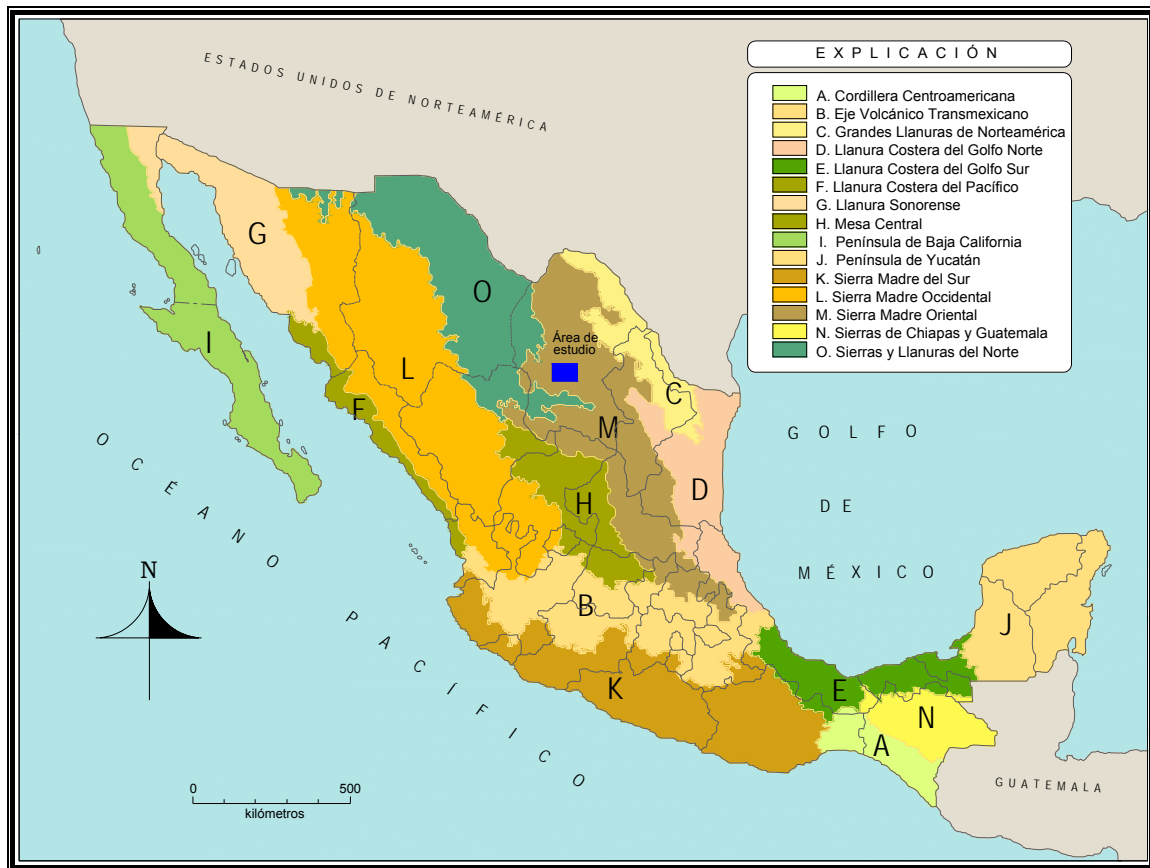 EXPLICACIÓN
A. Cordillera Centroamericana
B. Eje Volcánico Transmexicano
C. Grandes Llanuras de Norteamérica
D. Llanura Costera del Golfo Norte
E. Llanura Costera del Golfo Sur
F. Llanura Costera del Pacífico
G. Llanura Sonorense
H. Mesa Central
I. Península de Baja California
J. Península de Yucatán
K. Sierra Madre del Sur
L. Sierra Madre Occidental
M. Sierra Madre Oriental
N. Sierras de Chiapas y Guatemala
O. Sierras y Llanuras del Norte
ESTADOS UNIDOS DE NORTEAMÉRICA
G
O
I
Área de
estudio
L
C
F
M
D
H
B
K
E
N
A
J
GOLFO
DE
MÉXICO
OCÉANO PACÍFICO
GUATEMALA
N
0 500
kilómetros